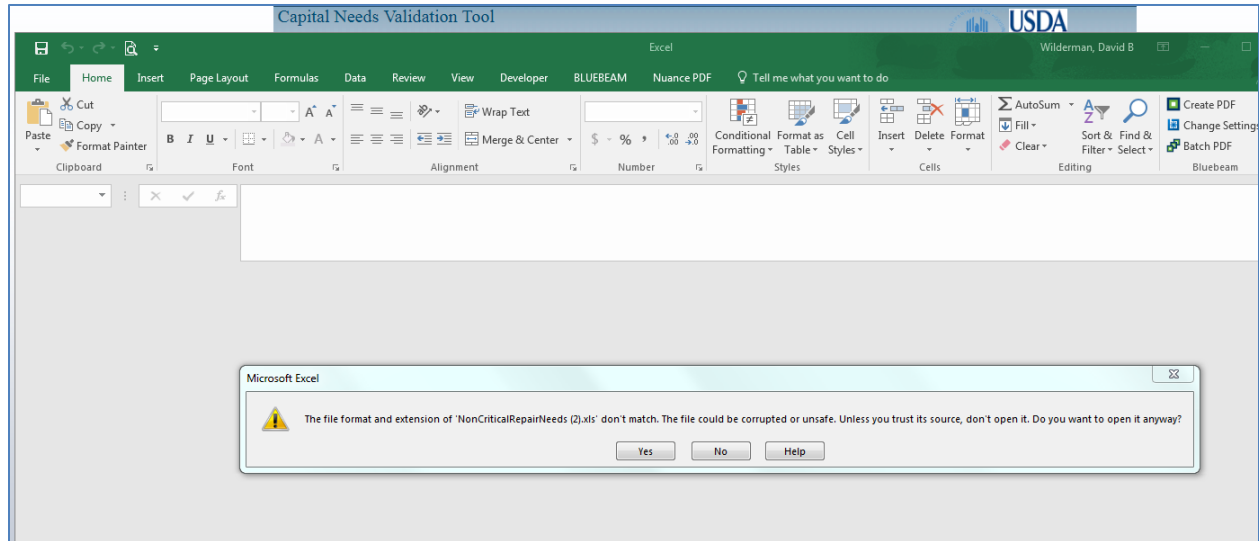 Capital Needs Validation Tool
USDA
Excel
Wilderman, David B
File Home Insert Page Layout Formulas Data Review View Developer BLUEBEAM Nuance PDF Tell me what you want to do
Cut
Copy
Format Painter
Paste
Clipboard
B I U
A A A
Font
Wrap Text
Merge & Center
Alignment
$ % ,
.0 .00
.00 .0
Number
Conditional Formatting
Format as Table
Cell Styles
Styles
Insert Delete Format
Cells
AutoSum
Fill
Clear
Sort & Filter
Find & Select
Editing
Create PDF
Change Settings
Batch PDF
Bluebeam
fx
Microsoft Excel
The file format and extension of 'NonCriticalRepairNeeds (2).xls' don't match. The file could be corrupted or unsafe. Unless you trust its source, don't open it. Do you want to open it anyway?
Yes No Help